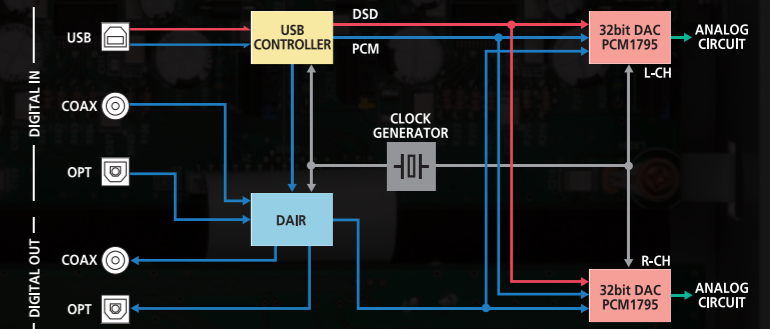 DIGITAL IN
USB
COAX
OPT
DIGITAL OUT
COAX
OPT
USB
CONTROLLER
DSD
PCM
CLOCK
GENERATOR
DAIR
32bit DAC
PCM1795
L-CH
ANALOG
CIRCUIT
R-CH
32bit DAC
PCM1795
ANALOG
CIRCUIT